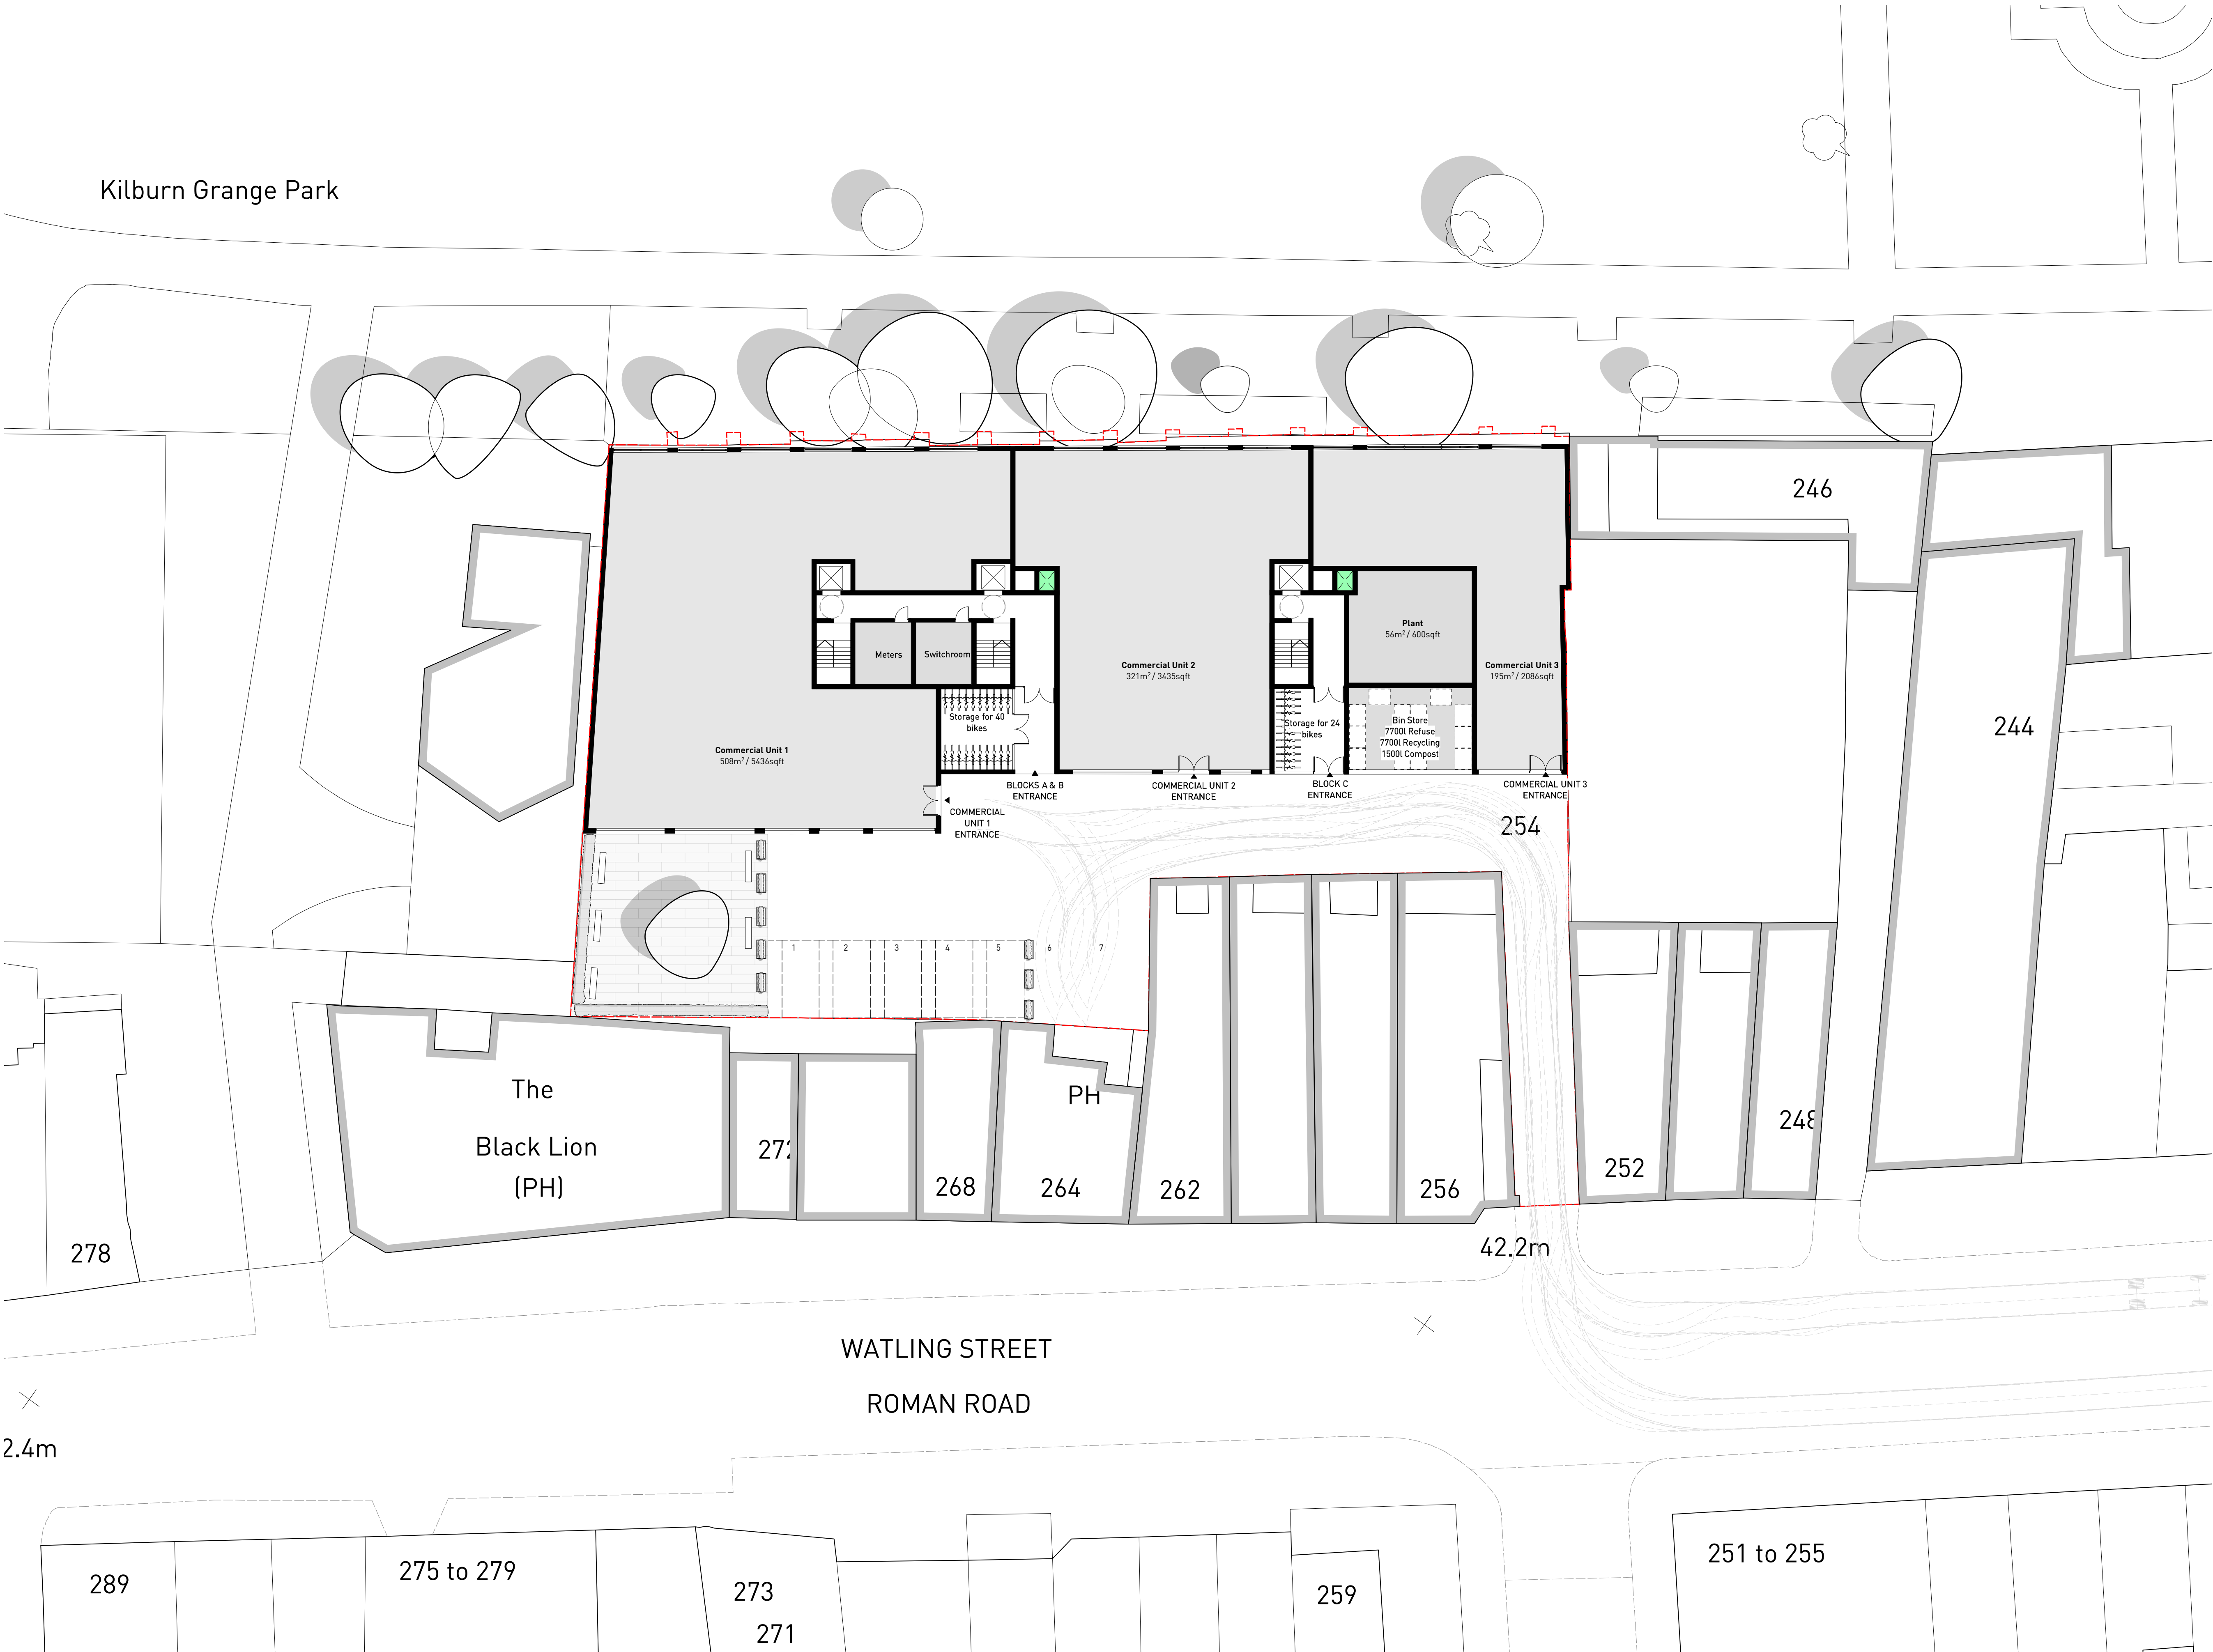 Kilburn Grange Park
246
244
Meters
Switchroom
Plant
56m² / 600sqft
Commercial Unit 2
321m² / 3435sqft
Commercial Unit 3
195m² / 2086sqft
Storage for 40
bikes
Storage for 24
bikes
Bin Store
7700l Refuse
7700l Recycling
1500l Compost
Commercial Unit 1
508m² / 5436sqft
BLOCKS A & B
ENTRANCE
COMMERCIAL UNIT 2
ENTRANCE
BLOCK C
ENTRANCE
COMMERCIAL UNIT 3
ENTRANCE
COMMERCIAL
UNIT 1
ENTRANCE
254
1 2 3 4 5 6 7
The
Black Lion
(PH)
PH
272
268
264
262
256
252
248
278
42.2m
WATLING STREET
ROMAN ROAD
2.4m
289
275 to 279
273
271
259
251 to 255